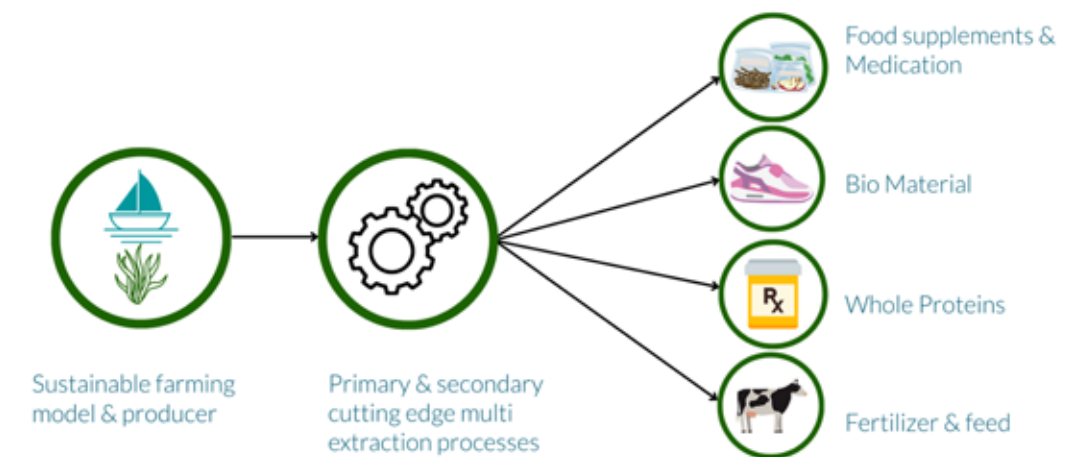 Food supplements &
Medication
Bio Material
Rx
Whole Proteins
Sustainable farming
model & producer
Primary & secondary
cutting edge multi
extraction processes
Fertilizer & feed